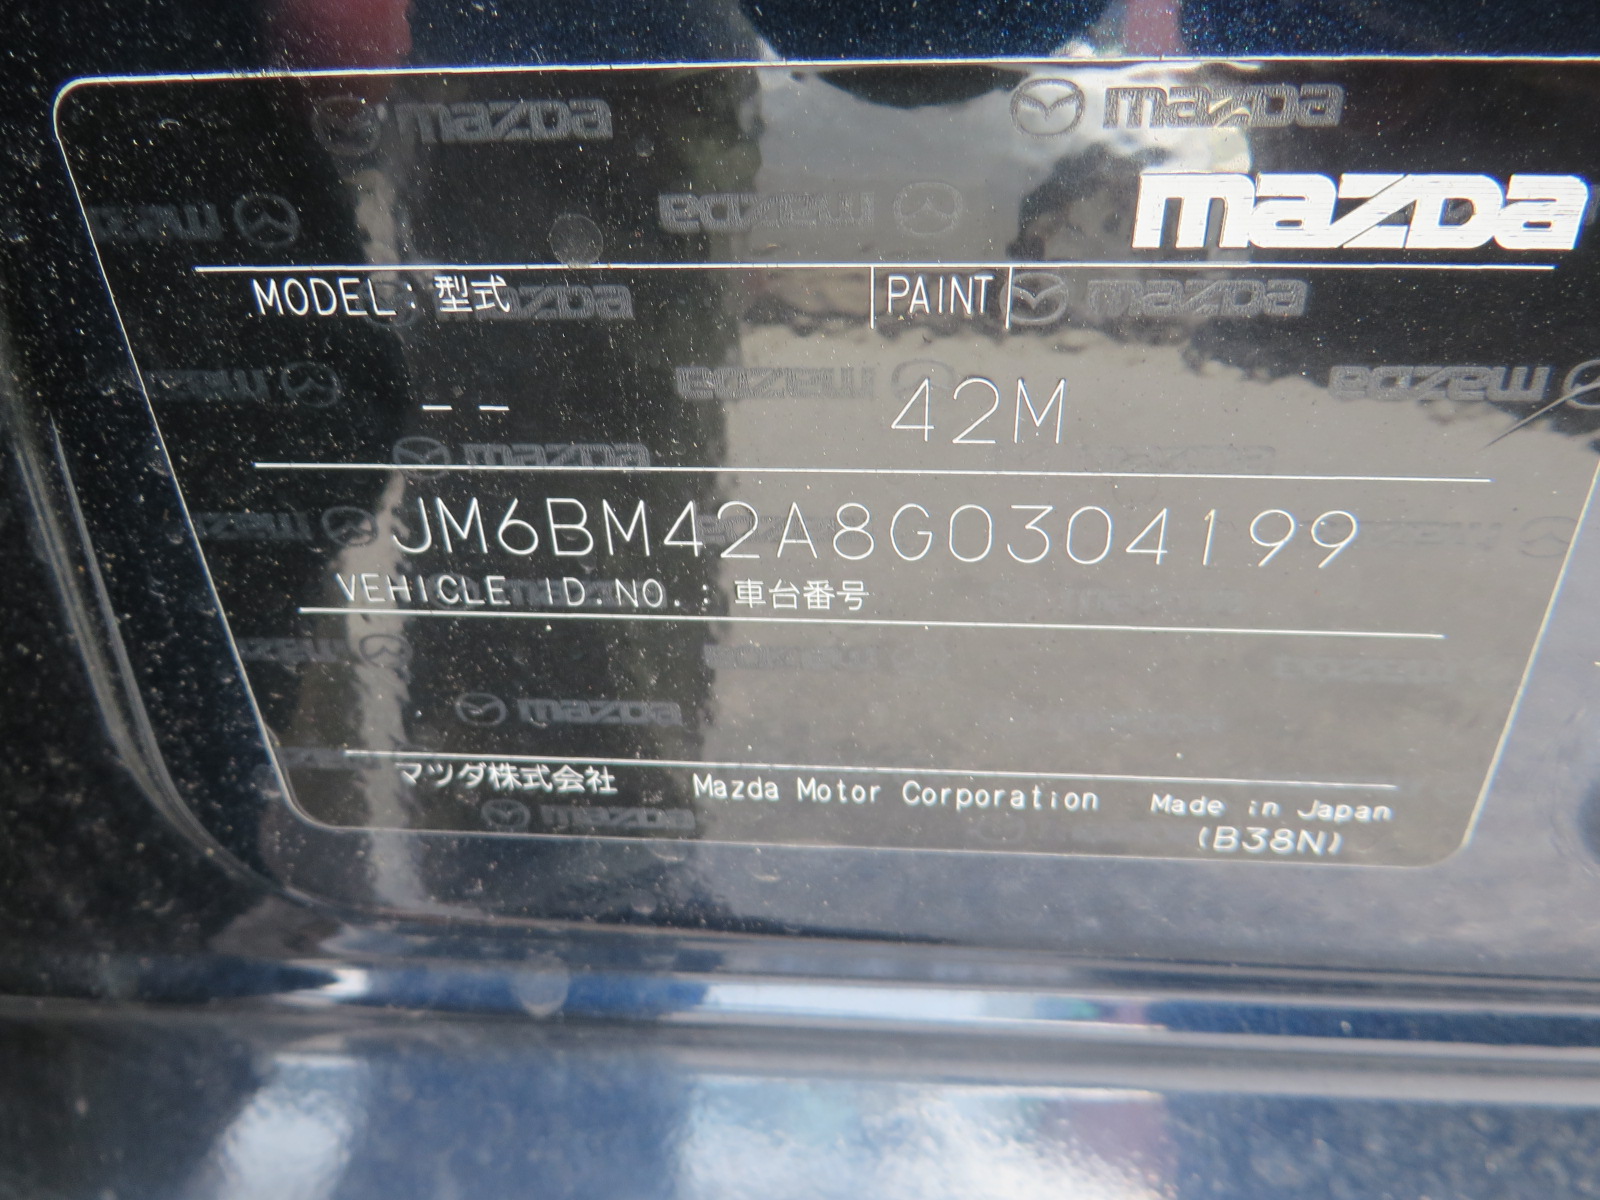 mazda
MODEL : 型式 PAINT
-- 42M
JM6BM42A8G0304199
VEHICLE ID.NO. : 車台番号
マツダ株式会社 Mazda Motor Corporation Made in Japan
(B38N)